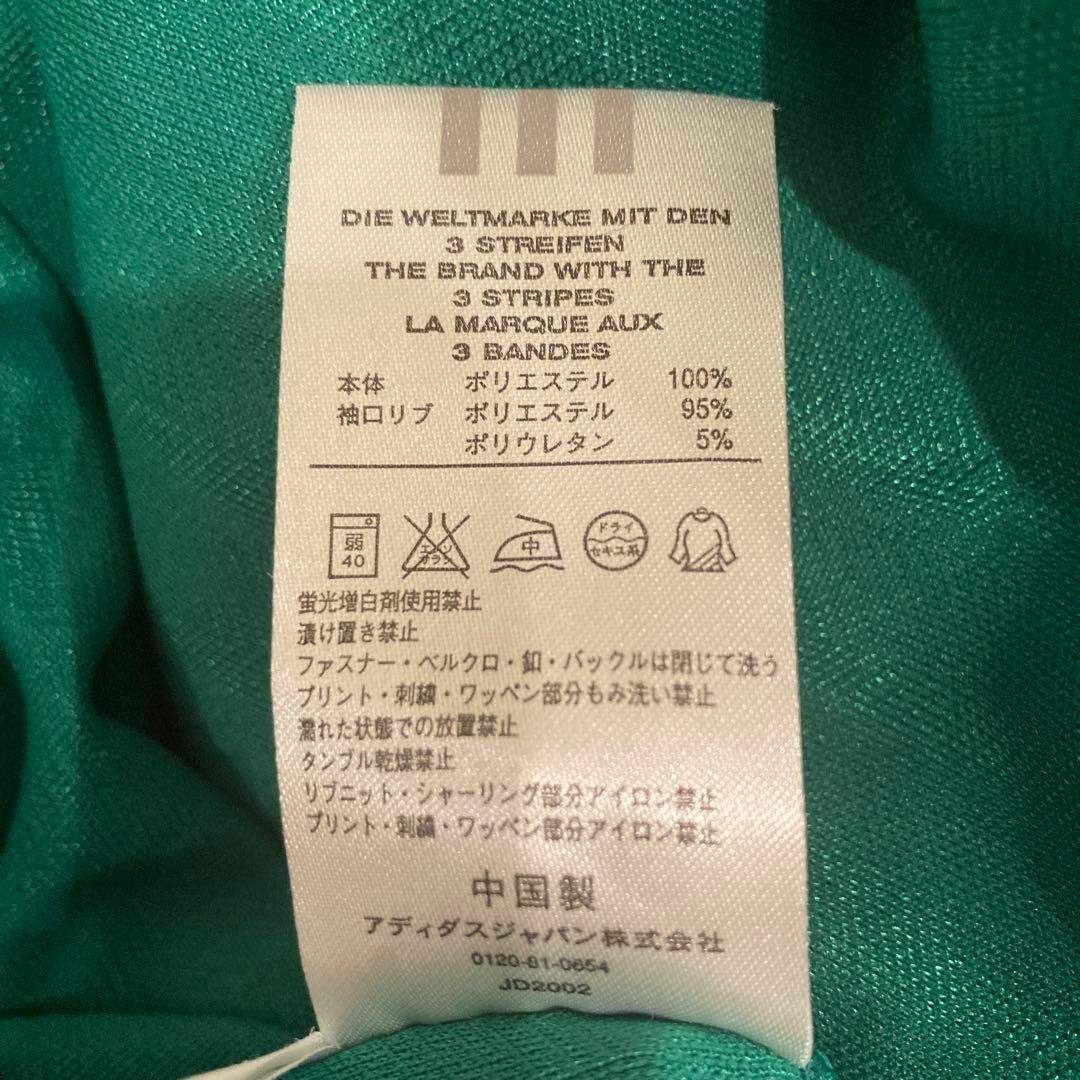 DIE WELTMARKE MIT DEN
3 STREIFEN
THE BRAND WITH THE
3 STRIPES
LA MARQUE AUX
3 BANDES
本体 ポリエステル 100%
袖口リブ ポリエステル 95%
ポリウレタン 5%
弱 40 エンソ サラシ 中 ドライ セキユ系
蛍光増白剤使用禁止
漬け置き禁止
ファスナー・ベルクロ・釦・バックルは閉じて洗う
プリント・刺繍・ワッペン部分もみ洗い禁止
濡れた状態での放置禁止
タンブル乾燥禁止
リブニット・シャーリング部分アイロン禁止
プリント・刺繍・ワッペン部分アイロン禁止
中国製
アディダスジャパン株式会社
0120-81-0654
JD2002